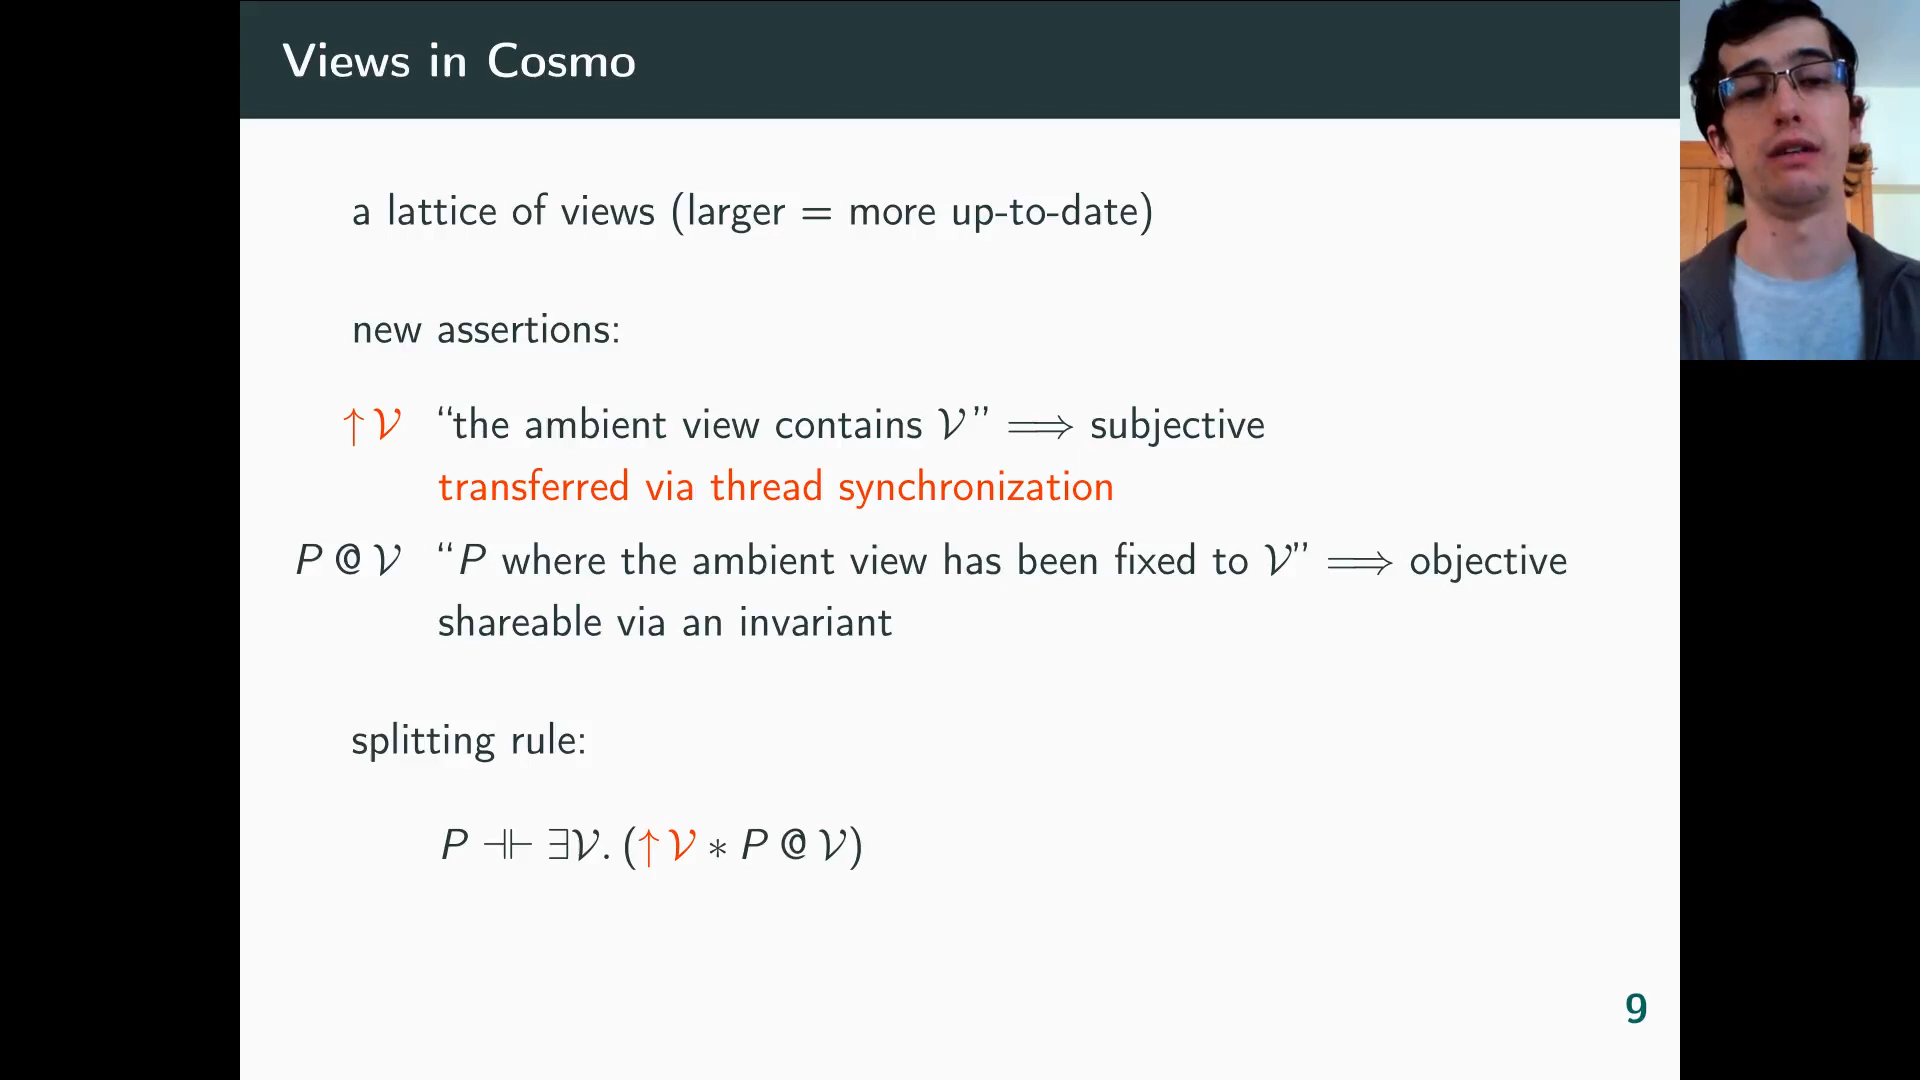 Views in Cosmo
a lattice of views (larger = more up-to-date)
new assertions:
↑𝒱 “the ambient view contains 𝒱” ⟹ subjective
transferred via thread synchronization
P @ 𝒱 “P where the ambient view has been fixed to 𝒱” ⟹ objective
shareable via an invariant
splitting rule:
P ⊣⊢ ∃𝒱. (↑𝒱 ∗ P @ 𝒱)
9